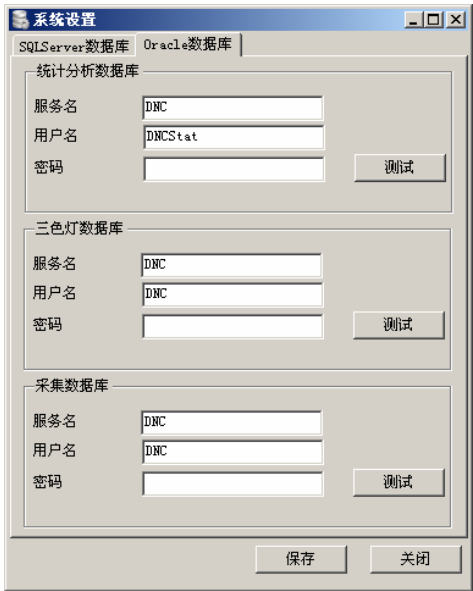 系统设置
SQLServer数据库 Oracle数据库
统计分析数据库
服务名 DNC
用户名 DNCStat
密码 测试
三色灯数据库
服务名 DNC
用户名 DNC
密码 测试
采集数据库
服务名 DNC
用户名 DNC
密码 测试
保存 关闭